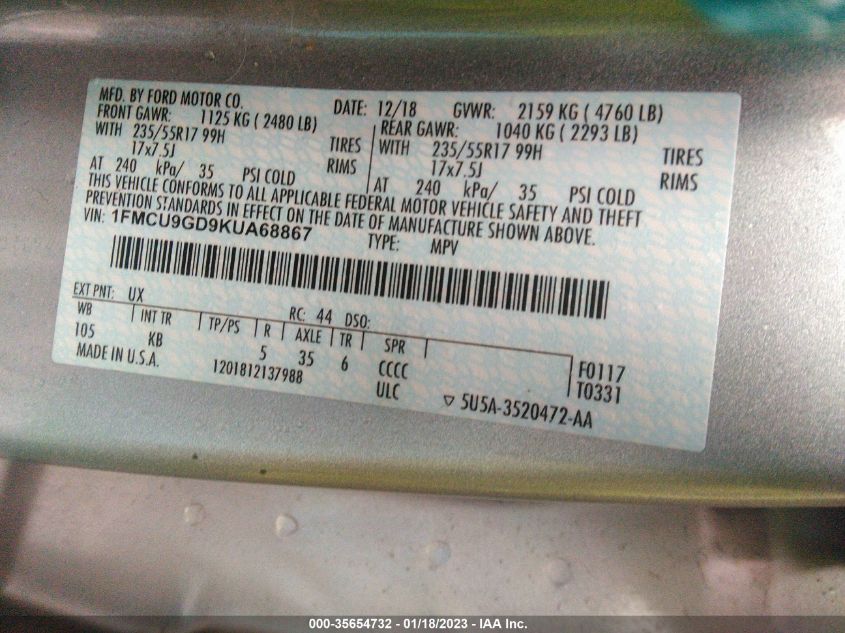 MFD. BY FORD MOTOR CO. DATE: 12/18 GVWR: 2159 KG ( 4760 LB)
FRONT GAWR: 1125 KG ( 2480 LB) REAR GAWR: 1040 KG ( 2293 LB)
WITH 235/55R17 99H TIRES WITH 235/55R17 99H TIRES
17x7.5J RIMS 17x7.5J RIMS
AT 240 kPa/ 35 PSI COLD AT 240 kPa/ 35 PSI COLD
THIS VEHICLE CONFORMS TO ALL APPLICABLE FEDERAL MOTOR VEHICLE SAFETY AND THEFT
PREVENTION STANDARDS IN EFFECT ON THE DATE OF MANUFACTURE SHOWN ABOVE.
VIN: 1FMCU9GD9KUA68867 TYPE: MPV
EXT PNT: UX RC: 44 DSO:
WB INT TR TP/PS R AXLE TR SPR
105 KB 5 35 6 CCCC F0117
MADE IN U.S.A. 1201812137988 ULC T0331
▽ 5U5A-3520472-AA
000-35654732 — 01/18/2023 — IAA Inc.